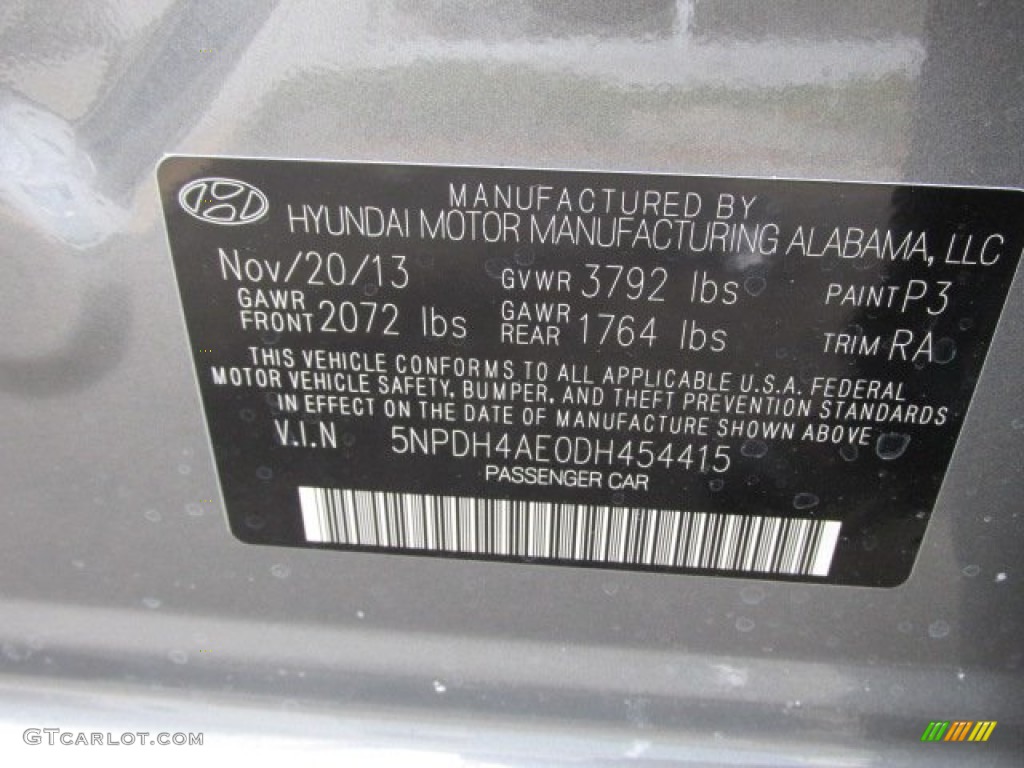 MANUFACTURED BY
HYUNDAI MOTOR MANUFACTURING ALABAMA, LLC
Nov/20/13 GVWR 3792 lbs PAINT P3
GAWR FRONT 2072 lbs GAWR REAR 1764 lbs TRIM RA
THIS VEHICLE CONFORMS TO ALL APPLICABLE U.S.A. FEDERAL
MOTOR VEHICLE SAFETY, BUMPER, AND THEFT PREVENTION STANDARDS
IN EFFECT ON THE DATE OF MANUFACTURE SHOWN ABOVE
V.I.N 5NPDH4AE0DH454415
PASSENGER CAR
GTCARLOT.COM